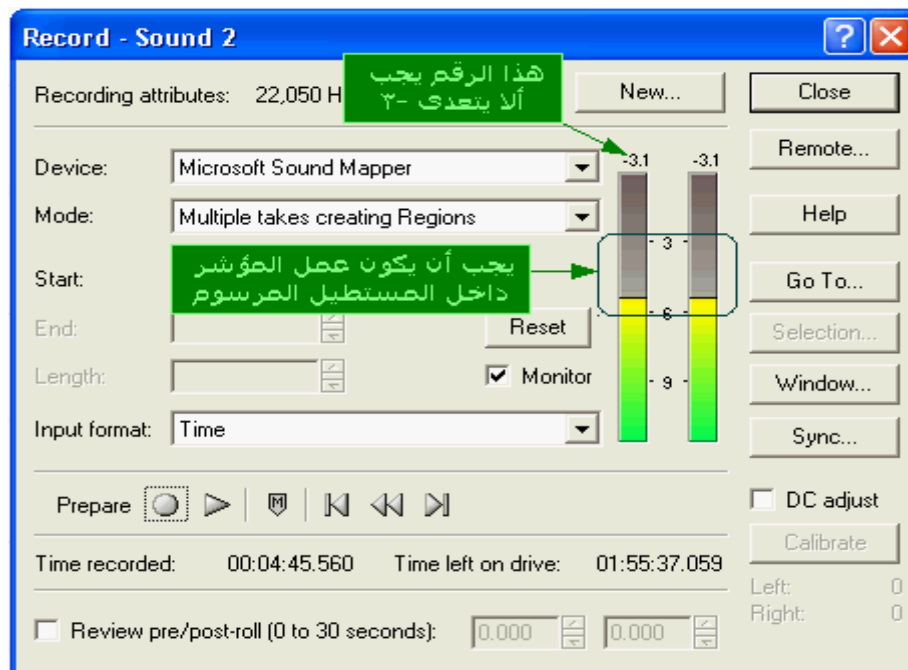 Record - Sound 2
هذا الرقم يجب
ألا يتعدى -٣
Recording attributes: 22,050 H
New...
Close
Device: Microsoft Sound Mapper
-3.1 -3.1
Remote...
Mode: Multiple takes creating Regions
Help
- 3 -
يجب أن يكون عمل المؤشر
داخل المستطيل المرسوم
Start:
Go To...
- 6 -
End:
Reset
Selection...
Length:
Monitor
- 9 -
Window...
Input format: Time
Sync...
Prepare
M
DC adjust
Calibrate
Time recorded: 00:04:45.560 Time left on drive: 01:55:37.059
Left: 0
Right: 0
Review pre/post-roll (0 to 30 seconds): 0.000 0.000